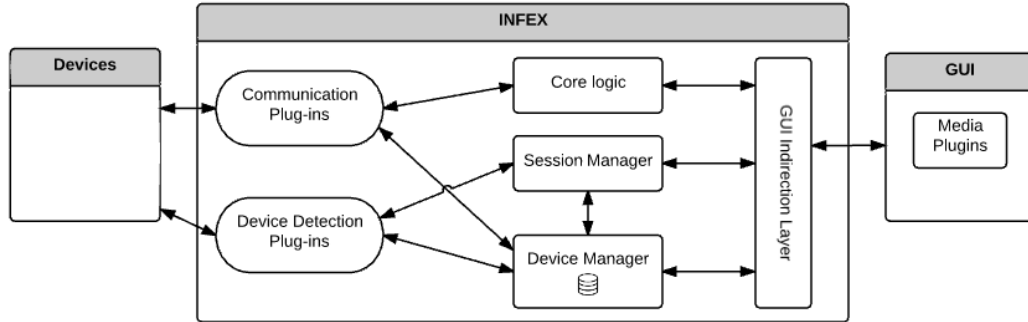 INFEX
Devices
Communication
Plug-ins
Device Detection
Plug-ins
Core logic
Session Manager
Device Manager
GUI Indirection Layer
GUI
Media
Plugins